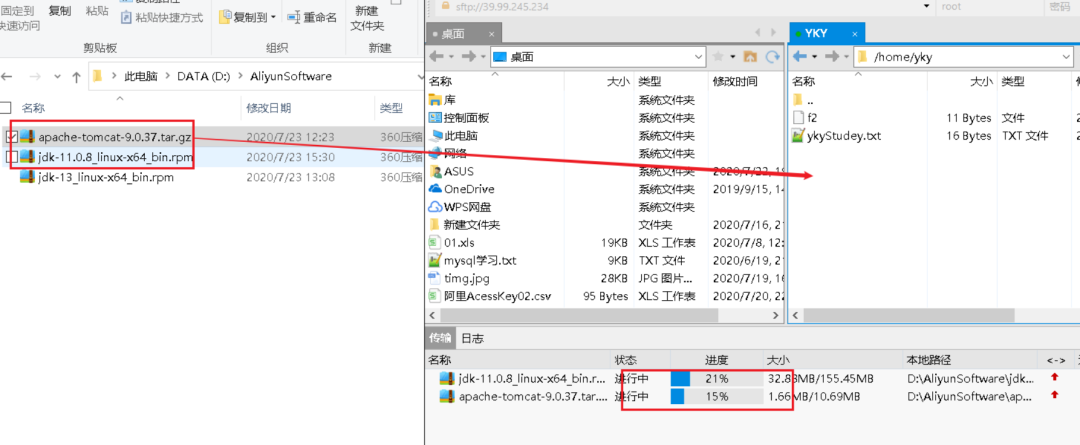 固定到
快速访问
复制
粘贴
粘贴快捷方式
剪贴板
复制到
重命名
组织
新建
文件夹
新建
此电脑 DATA (D:) AliyunSoftware
名称 修改日期 类型
apache-tomcat-9.0.37.tar.gz 2020/7/23 12:23 360压缩
jdk-11.0.8_linux-x64_bin.rpm 2020/7/23 15:30 360压缩
jdk-13_linux-x64_bin.rpm 2020/7/23 13:08 360压缩
sftp://39.99.245.234 root 密码
桌面
桌面
名称 大小 类型 修改时间
库 系统文件夹
控制面板 系统文件夹
此电脑 系统文件夹
网络 系统文件夹
ASUS 系统文件夹 2020/7/22, 1
OneDrive 系统文件夹 2019/9/15, 14
WPS网盘 系统文件夹
新建文件夹 文件夹 2020/7/16, 21
01.xls 19KB XLS 工作表 2020/7/8, 12:
mysql学习.txt 9KB TXT 文件 2020/6/19, 21
timg.jpg 28KB JPG 图片... 2020/7/19, 16
阿里AcessKey02.csv 95 Bytes XLS 工作表 2020/7/20, 22
YKY
/home/yky
名称 大小 类型
..
f2 11 Bytes 文件
ykyStudey.txt 16 Bytes TXT 文件
传输 日志
名称 状态 进度 大小 本地路径 <->
jdk-11.0.8_linux-x64_bin.r... 进行中 21% 32.83MB/155.45MB D:\AliyunSoftware\jdk...
apache-tomcat-9.0.37.tar.... 进行中 15% 1.66MB/10.69MB D:\AliyunSoftware\ap...